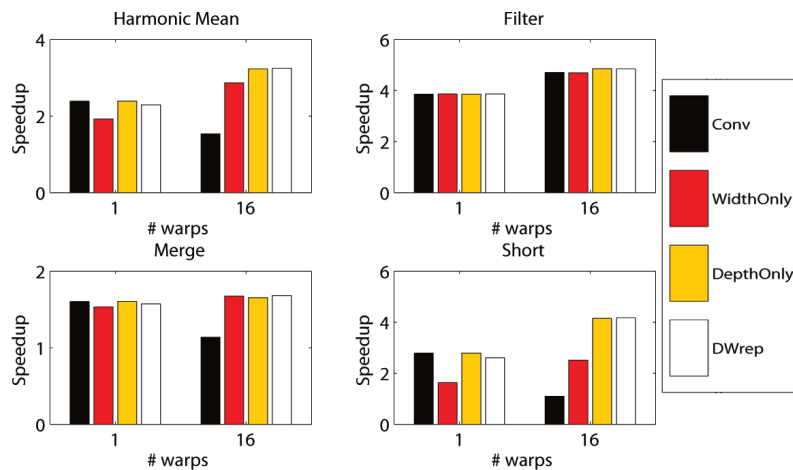 Harmonic Mean
4
2
0
Speedup
1
16
# warps
Filter
6
4
2
0
Speedup
1
16
# warps
Merge
2
1
0
Speedup
1
16
# warps
Short
6
4
2
0
Speedup
1
16
# warps
Conv
WidthOnly
DepthOnly
DWrep